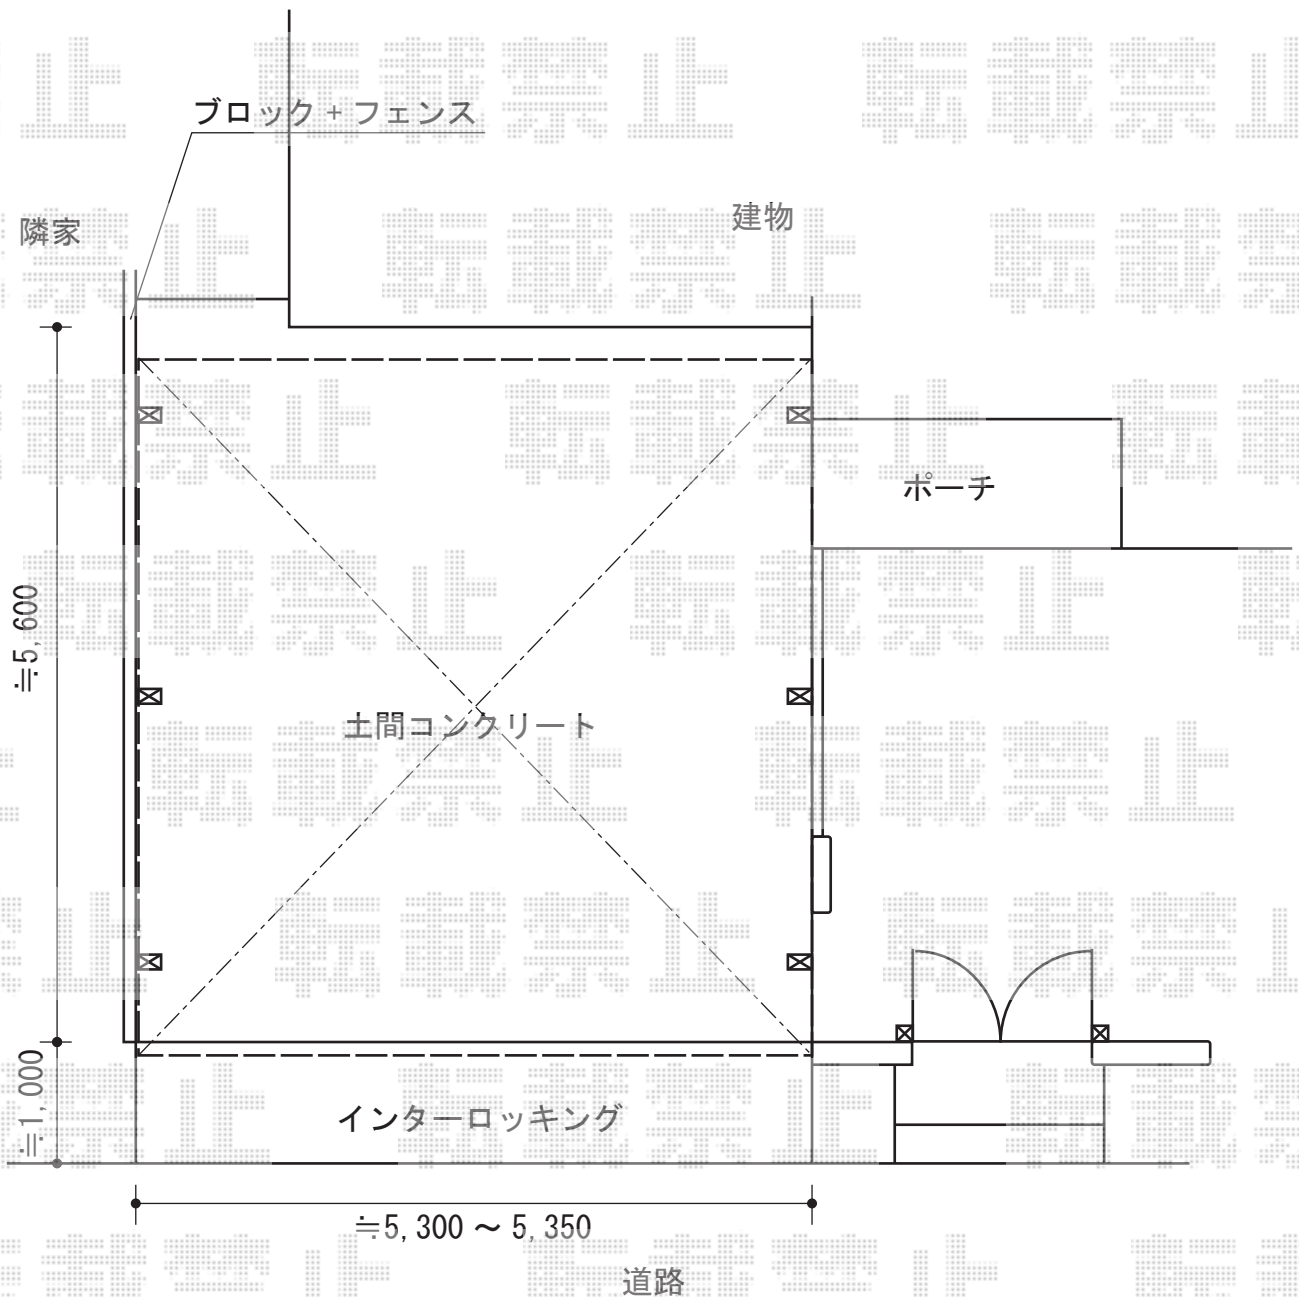 転載禁止
ブロック + フェンス
隣家
建物
ポーチ
≒5,600
土間コンクリート
≒1,000
インターロッキング
≒5,300 ～ 5,350
道路